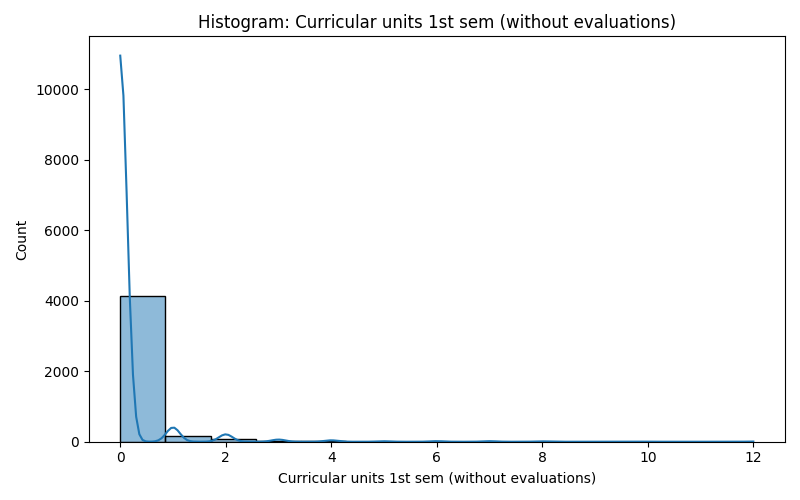 Histogram: Curricular units 1st sem (without evaluations)
10000
8000
6000
4000
2000
0
Count
0 2 4 6 8 10 12
Curricular units 1st sem (without evaluations)